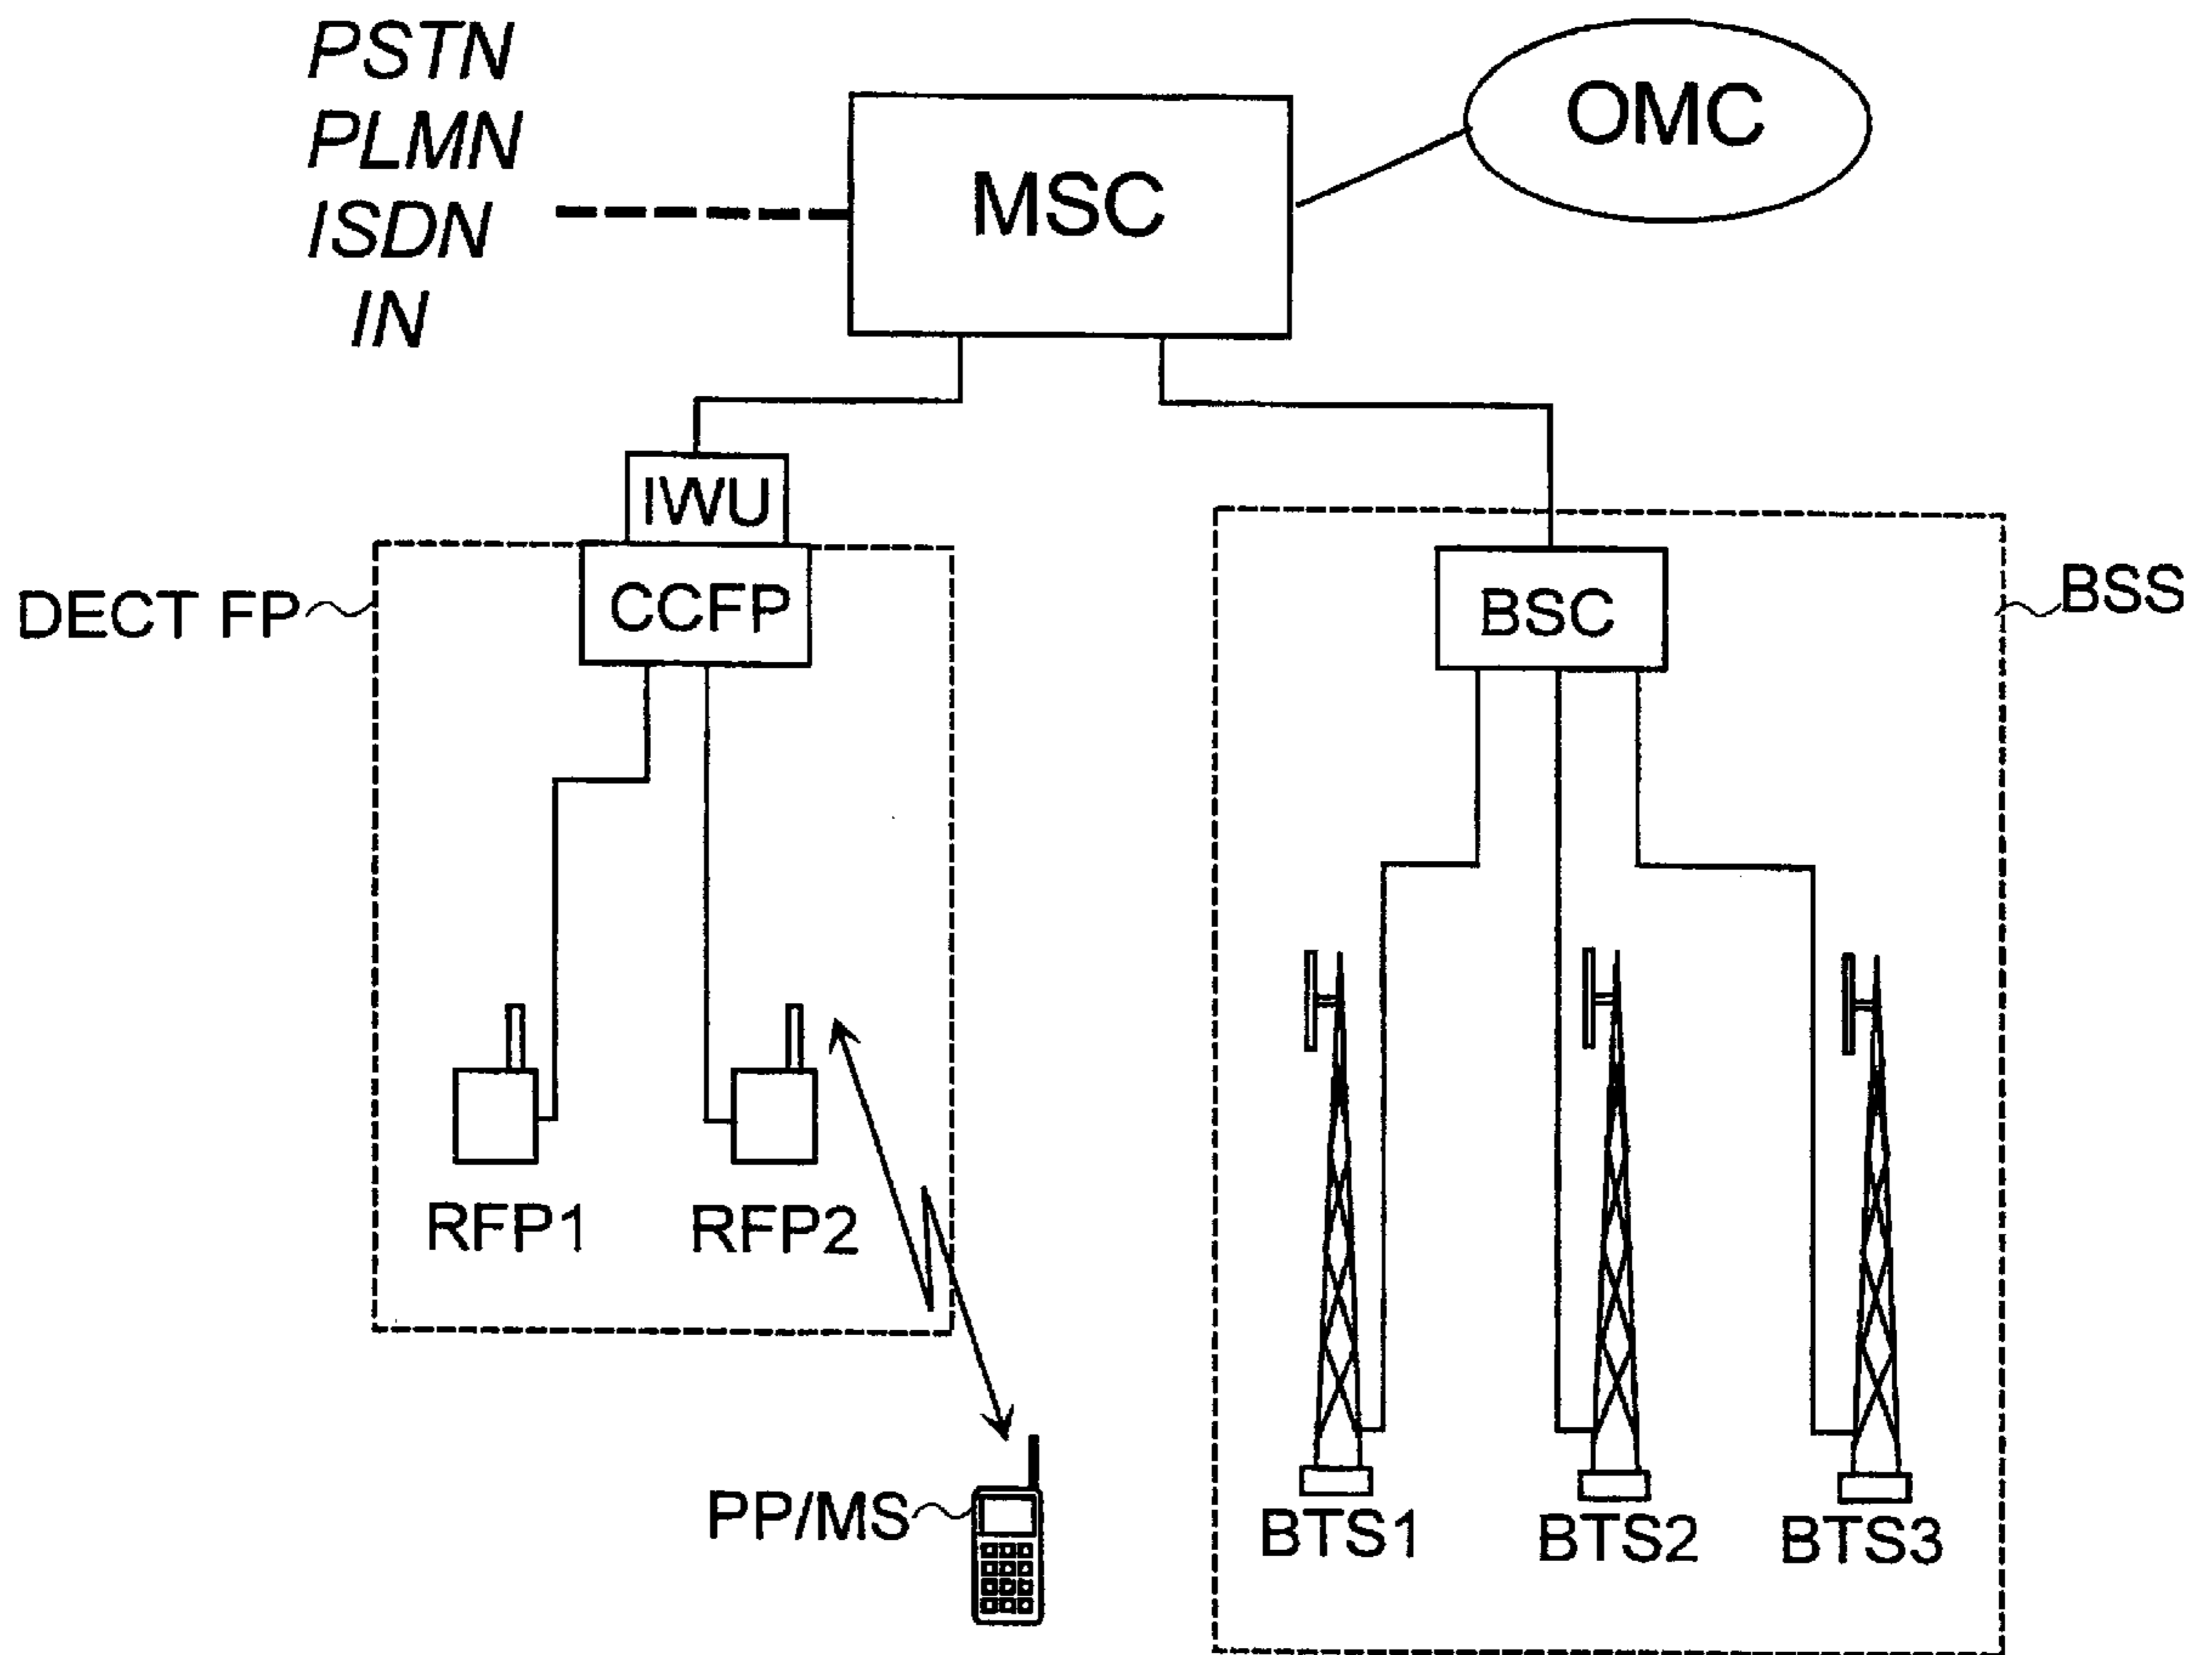 PSTN
PLMN
ISDN
IN
MSC
OMC
IWU
CCFP
DECT FP
BSC
BSS
RFP1
RFP2
PP/MS
BTS1
BTS2
BTS3